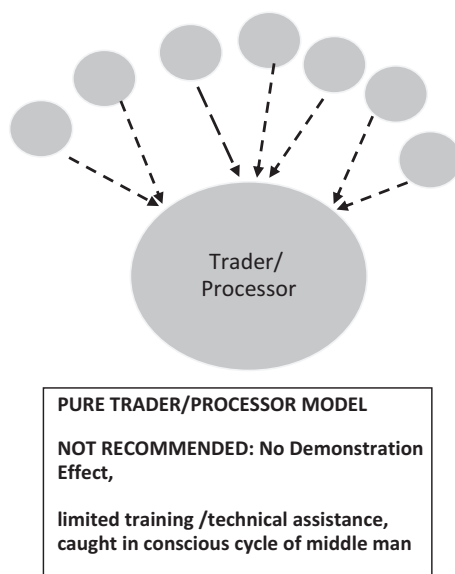 Trader/
Processor
PURE TRADER/PROCESSOR MODEL
NOT RECOMMENDED: No Demonstration
Effect,
limited training /technical assistance,
caught in conscious cycle of middle man